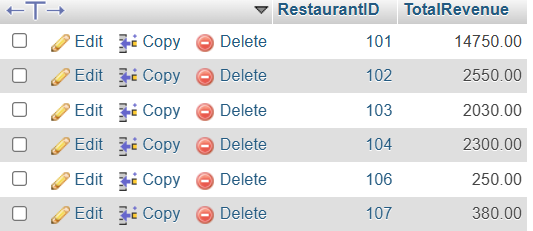 RestaurantID TotalRevenue
Edit Copy Delete 101 14750.00
Edit Copy Delete 102 2550.00
Edit Copy Delete 103 2030.00
Edit Copy Delete 104 2300.00
Edit Copy Delete 106 250.00
Edit Copy Delete 107 380.00